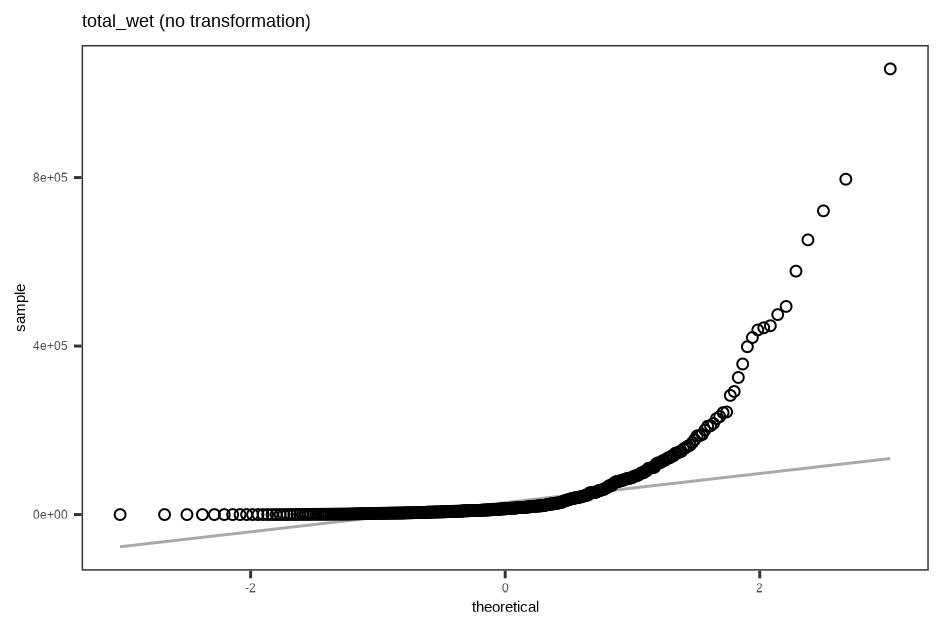 total_wet (no transformation)
8e+05
4e+05
0e+00
sample
-2
0
2
theoretical